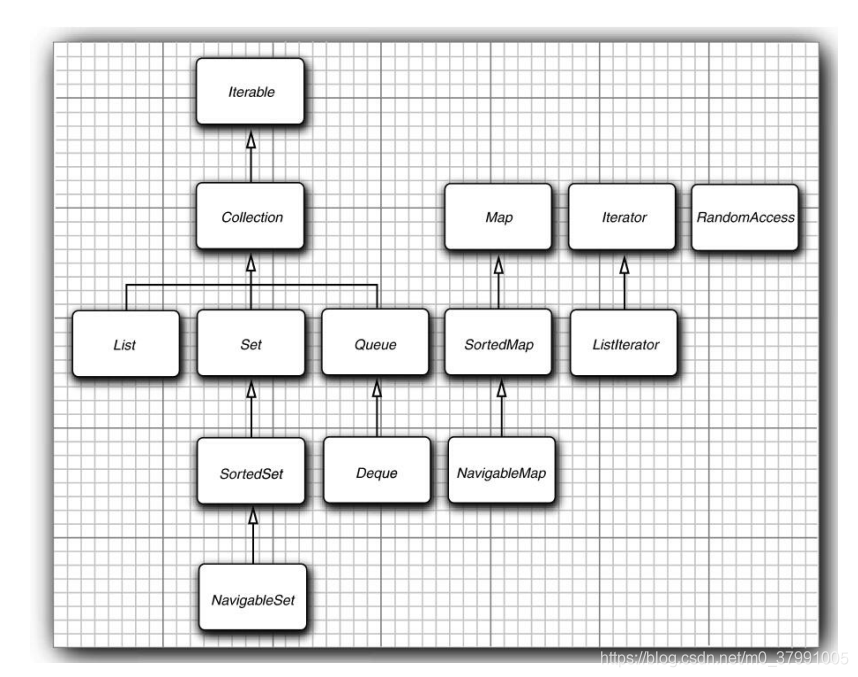 Iterable
Collection
Map
Iterator
RandomAccess
List
Set
Queue
SortedMap
ListIterator
SortedSet
Deque
NavigableMap
NavigableSet
https://blog.csdn.net/m0_37991005